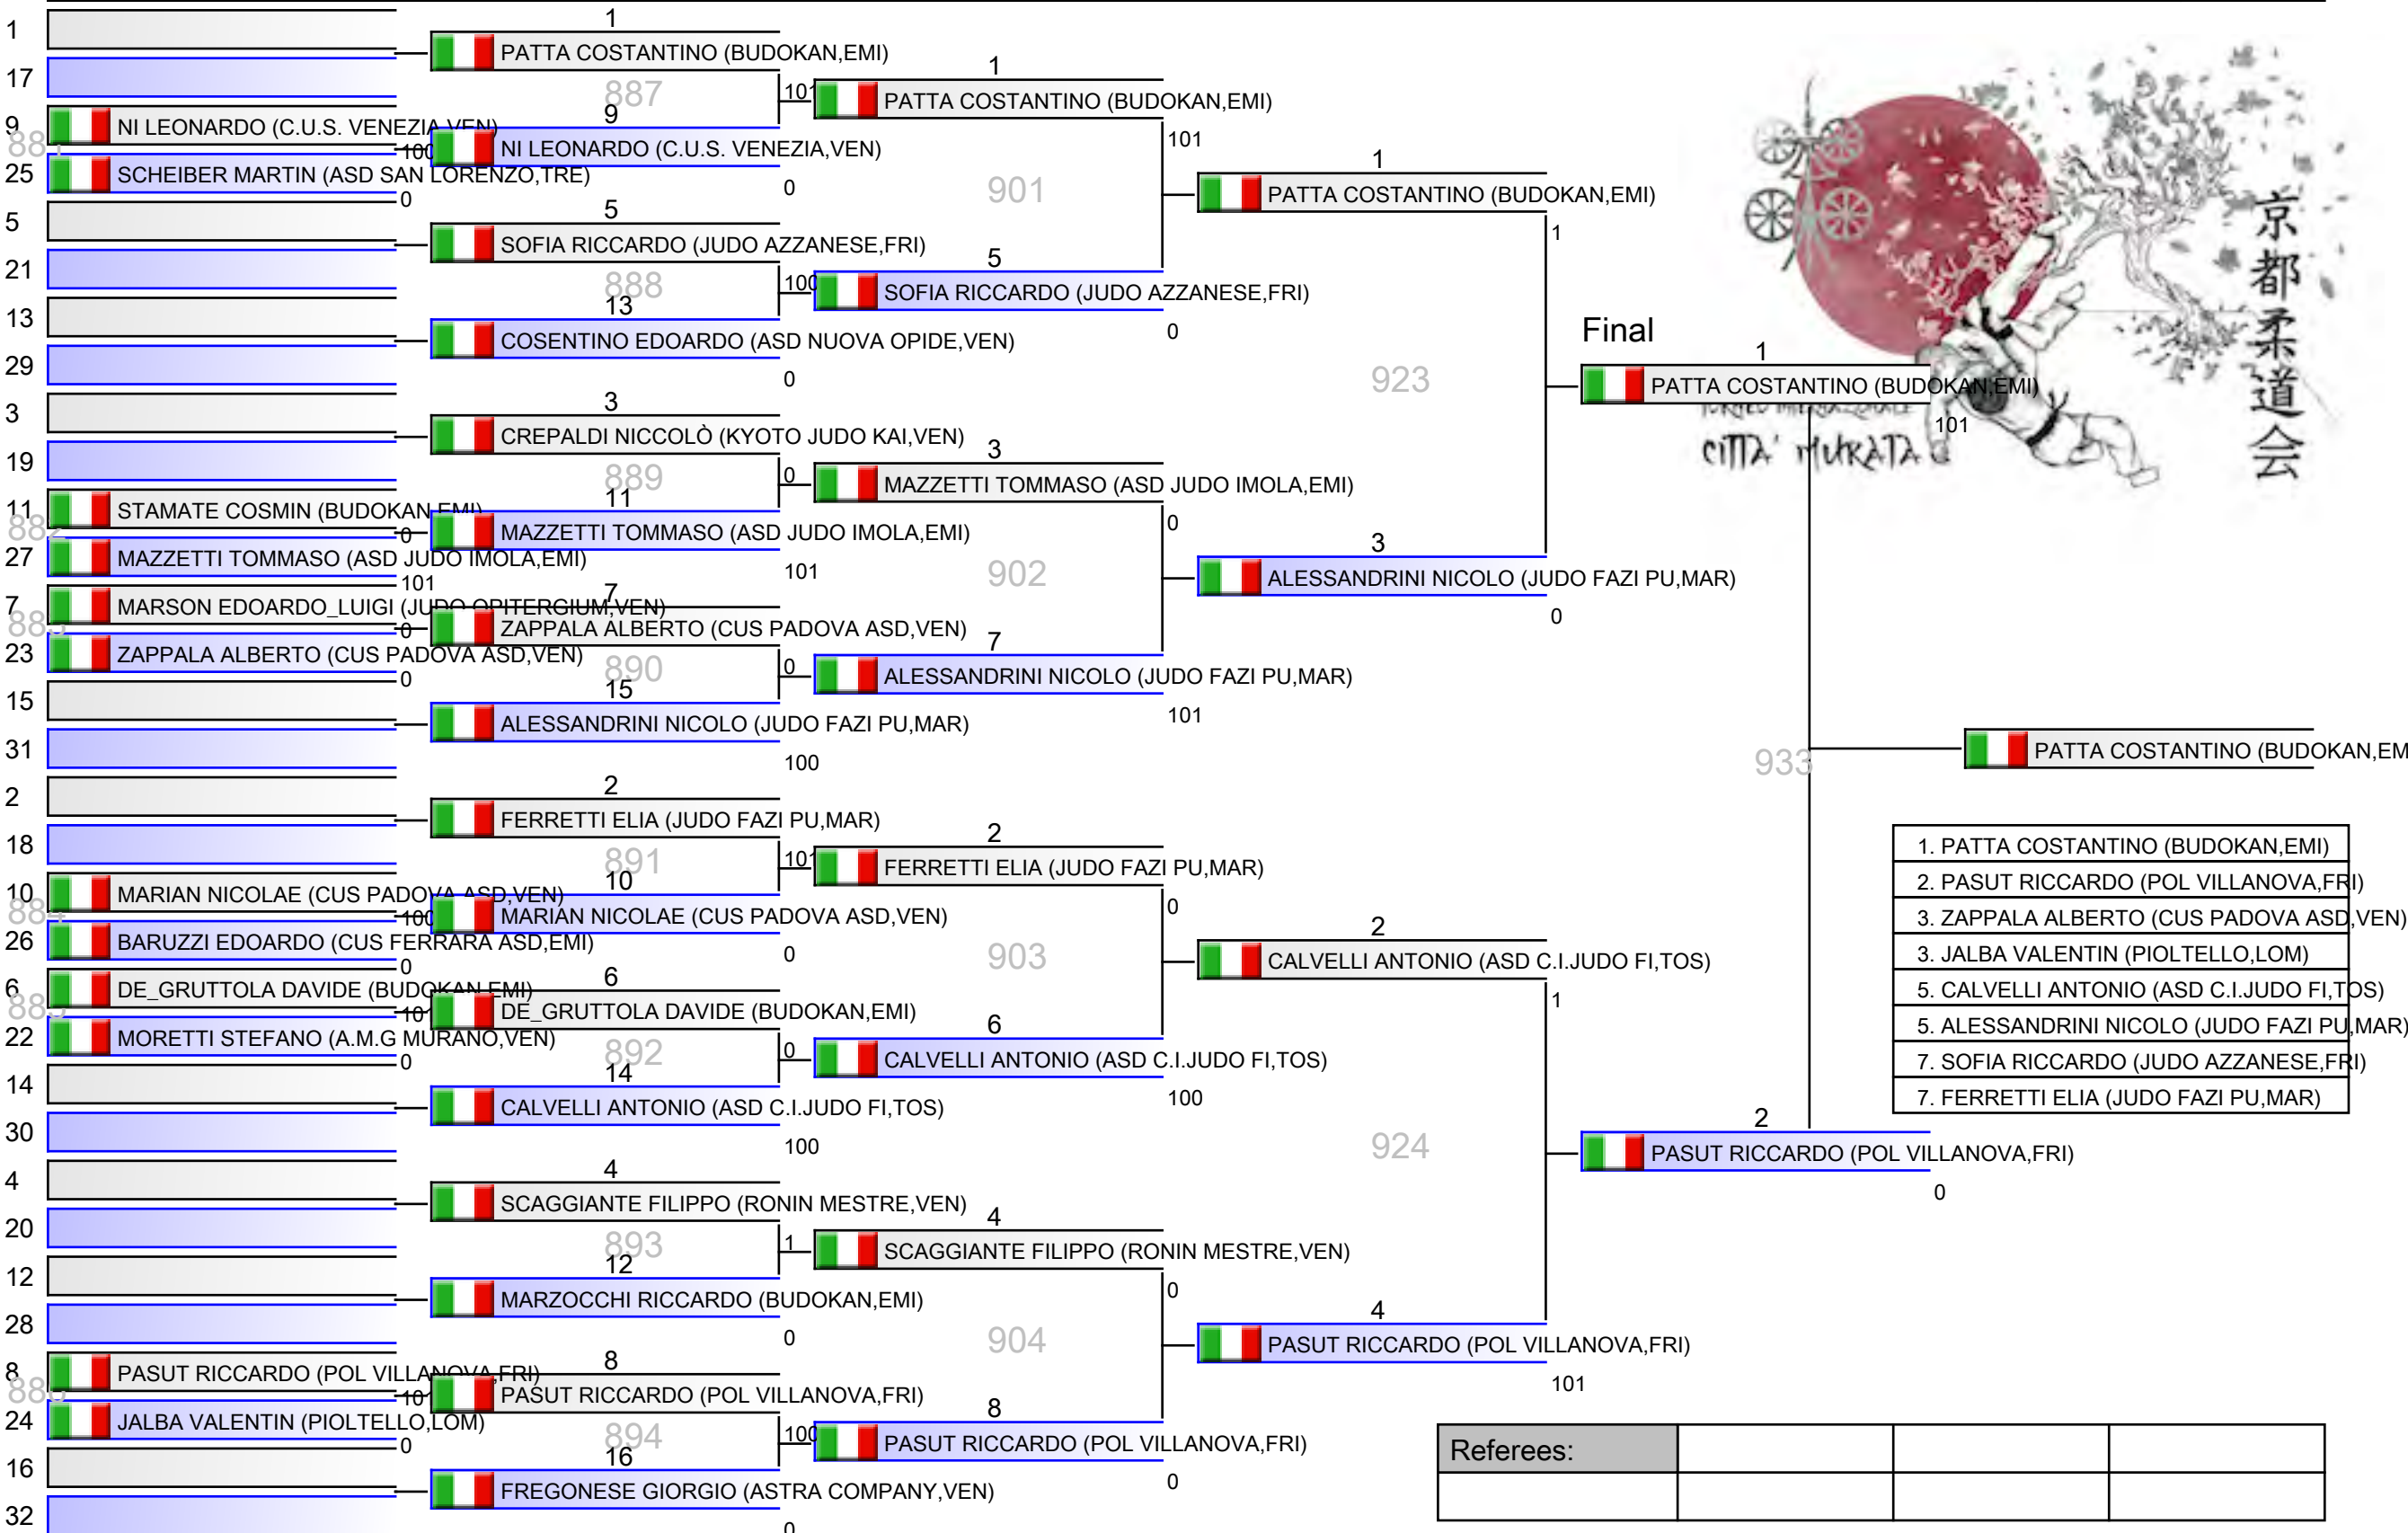 1
17
9 NI LEONARDO (C.U.S. VENEZIA,VEN)
100
25 SCHEIBER MARTIN (ASD SAN LORENZO,TRE)
0
5
21
13
29
3
19
11 STAMATE COSMIN (BUDOKAN,EMI)
0
27 MAZZETTI TOMMASO (ASD JUDO IMOLA,EMI)
101
7 MARSON EDOARDO_LUIGI (JUDO OPITERGIUM,VEN)
0
23 ZAPPALA ALBERTO (CUS PADOVA ASD,VEN)
0
15
31
2
18
10 MARIAN NICOLAE (CUS PADOVA ASD,VEN)
884
100
26 BARUZZI EDOARDO (CUS FERRARA ASD,EMI)
0
6 DE_GRUTTOLA DAVIDE (BUDOKAN,EMI)
10
22 MORETTI STEFANO (A.M.G MURANO,VEN)
0
14
30
4
20
12
28
8 PASUT RICCARDO (POL VILLANOVA,FRI)
10
24 JALBA VALENTIN (PIOLTELLO,LOM)
0
16
32
1
PATTA COSTANTINO (BUDOKAN,EMI)
887
101
9
NI LEONARDO (C.U.S. VENEZIA,VEN)
0
5
SOFIA RICCARDO (JUDO AZZANESE,FRI)
888
100
13
COSENTINO EDOARDO (ASD NUOVA OPIDE,VEN)
0
3
CREPALDI NICCOLÒ (KYOTO JUDO KAI,VEN)
889
0
11
MAZZETTI TOMMASO (ASD JUDO IMOLA,EMI)
101
7
ZAPPALA ALBERTO (CUS PADOVA ASD,VEN)
890
0
15
ALESSANDRINI NICOLO (JUDO FAZI PU,MAR)
100
2
FERRETTI ELIA (JUDO FAZI PU,MAR)
891
101
10
MARIAN NICOLAE (CUS PADOVA ASD,VEN)
0
6
DE_GRUTTOLA DAVIDE (BUDOKAN,EMI)
892
0
14
CALVELLI ANTONIO (ASD C.I.JUDO FI,TOS)
100
4
SCAGGIANTE FILIPPO (RONIN MESTRE,VEN)
893
1
12
MARZOCCHI RICCARDO (BUDOKAN,EMI)
0
8
PASUT RICCARDO (POL VILLANOVA,FRI)
894
100
16
FREGONESE GIORGIO (ASTRA COMPANY,VEN)
0
1
PATTA COSTANTINO (BUDOKAN,EMI)
101
901
5
SOFIA RICCARDO (JUDO AZZANESE,FRI)
0
3
MAZZETTI TOMMASO (ASD JUDO IMOLA,EMI)
0
902
7
ALESSANDRINI NICOLO (JUDO FAZI PU,MAR)
101
2
FERRETTI ELIA (JUDO FAZI PU,MAR)
0
903
6
CALVELLI ANTONIO (ASD C.I.JUDO FI,TOS)
100
4
SCAGGIANTE FILIPPO (RONIN MESTRE,VEN)
0
904
8
PASUT RICCARDO (POL VILLANOVA,FRI)
0
1
PATTA COSTANTINO (BUDOKAN,EMI)
1
923
3
ALESSANDRINI NICOLO (JUDO FAZI PU,MAR)
0
2
CALVELLI ANTONIO (ASD C.I.JUDO FI,TOS)
1
924
4
PASUT RICCARDO (POL VILLANOVA,FRI)
101
Final
1
PATTA COSTANTINO (BUDOKAN,EMI)
101
933
2
PASUT RICCARDO (POL VILLANOVA,FRI)
0
京都柔道会
CITTA' MURATA
PATTA COSTANTINO (BUDOKAN,EM
1. PATTA COSTANTINO (BUDOKAN,EMI)
2. PASUT RICCARDO (POL VILLANOVA,FRI)
3. ZAPPALA ALBERTO (CUS PADOVA ASD,VEN)
3. JALBA VALENTIN (PIOLTELLO,LOM)
5. CALVELLI ANTONIO (ASD C.I.JUDO FI,TOS)
5. ALESSANDRINI NICOLO (JUDO FAZI PU,MAR)
7. SOFIA RICCARDO (JUDO AZZANESE,FRI)
7. FERRETTI ELIA (JUDO FAZI PU,MAR)
Referees: